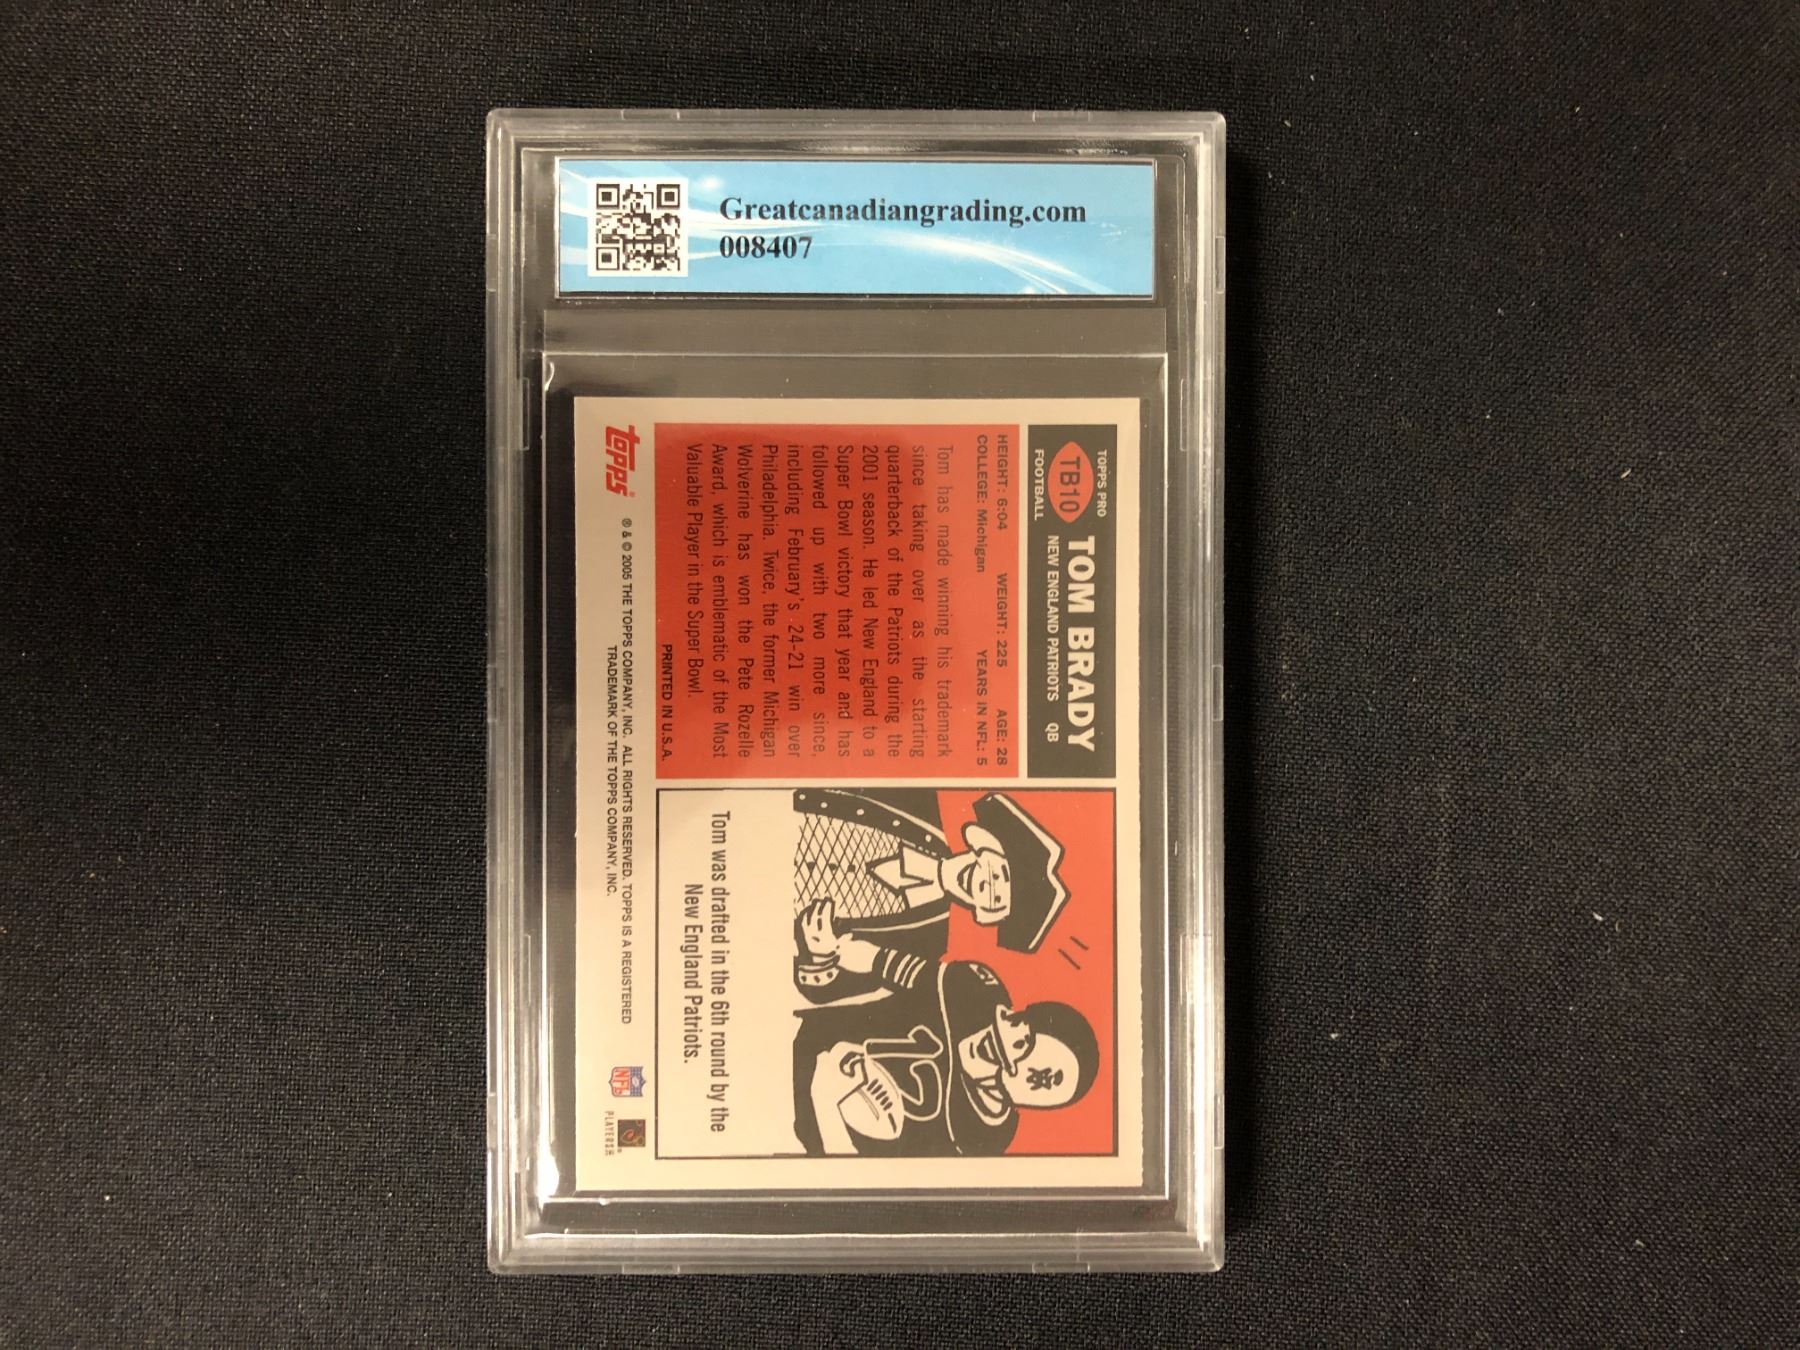 Greatcanadiangrading.com
008407
TOPPS PRO
TB10
FOOTBALL
TOM BRADY
NEW ENGLAND PATRIOTS QB
HEIGHT: 6:04 WEIGHT: 225 AGE: 28
COLLEGE: Michigan YEARS IN NFL: 5
Tom has made winning his trademark
since taking over as the starting
quarterback of the Patriots during the
2001 season. He led New England to a
Super Bowl victory that year and has
followed up with two more since,
including February's 24-21 win over
Philadelphia. Twice, the former Michigan
Wolverine has won the Pete Rozelle
Award, which is emblematic of the Most
Valuable Player in the Super Bowl.
PRINTED IN U.S.A.
12
Tom was drafted in the 6th round by the
New England Patriots.
topps
® & © 2005 THE TOPPS COMPANY, INC. ALL RIGHTS RESERVED. TOPPS IS A REGISTERED
TRADEMARK OF THE TOPPS COMPANY, INC.
NFL
PLAYERS